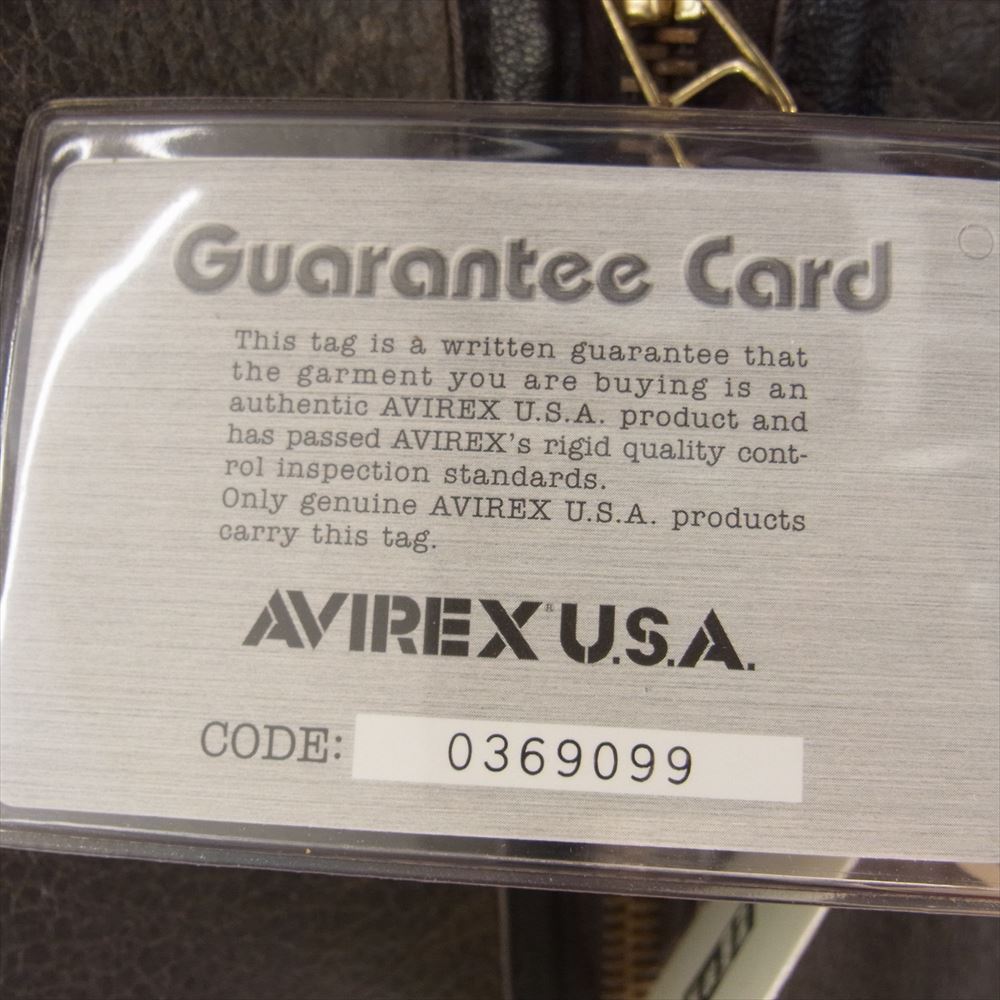 Guarantee Card
This tag is a written guarantee that
the garment you are buying is an
authentic AVIREX U.S.A. product and
has passed AVIREX's rigid quality cont-
rol inspection standards.
Only genuine AVIREX U.S.A. products
carry this tag.
AVIREX® U.S.A.
CODE: 0369099